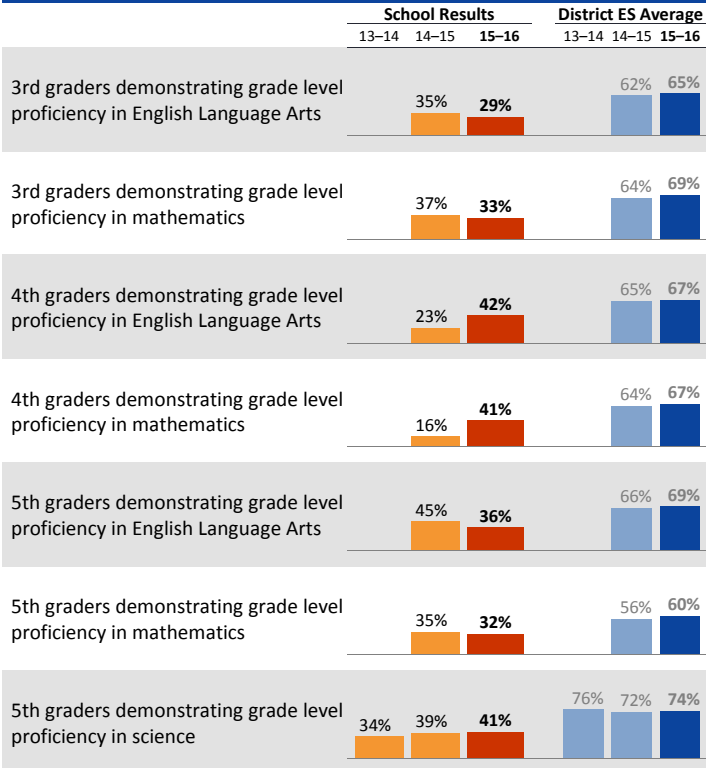 School Results District ES Average
13–14 14–15 15–16 13–14 14–15 15–16
3rd graders demonstrating grade level
proficiency in English Language Arts
35% 29% 62% 65%
3rd graders demonstrating grade level
proficiency in mathematics
37% 33% 64% 69%
4th graders demonstrating grade level
proficiency in English Language Arts
23% 42% 65% 67%
4th graders demonstrating grade level
proficiency in mathematics
16% 41% 64% 67%
5th graders demonstrating grade level
proficiency in English Language Arts
45% 36% 66% 69%
5th graders demonstrating grade level
proficiency in mathematics
35% 32% 56% 60%
5th graders demonstrating grade level
proficiency in science
34% 39% 41% 76% 72% 74%